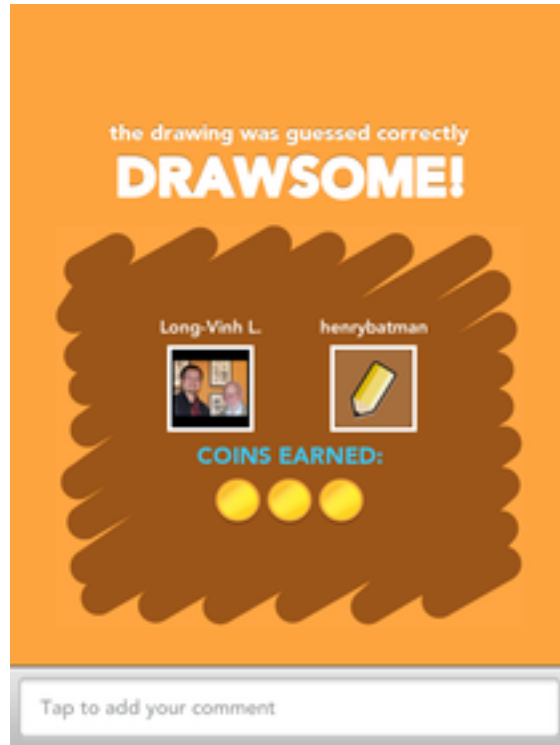 the drawing was guessed correctly
DRAWSOME!
Long-Vinh L. henrybatman
COINS EARNED:
Tap to add your comment